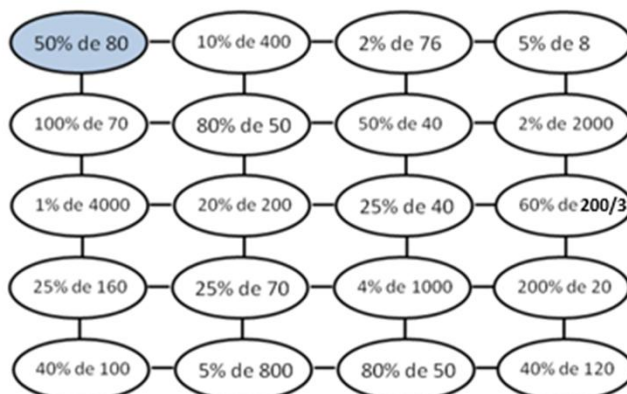 50% de 80 10% de 400 2% de 76 5% de 8
100% de 70 80% de 50 50% de 40 2% de 2000
1% de 4000 20% de 200 25% de 40 60% de 200/3
25% de 160 25% de 70 4% de 1000 200% de 20
40% de 100 5% de 800 80% de 50 40% de 120